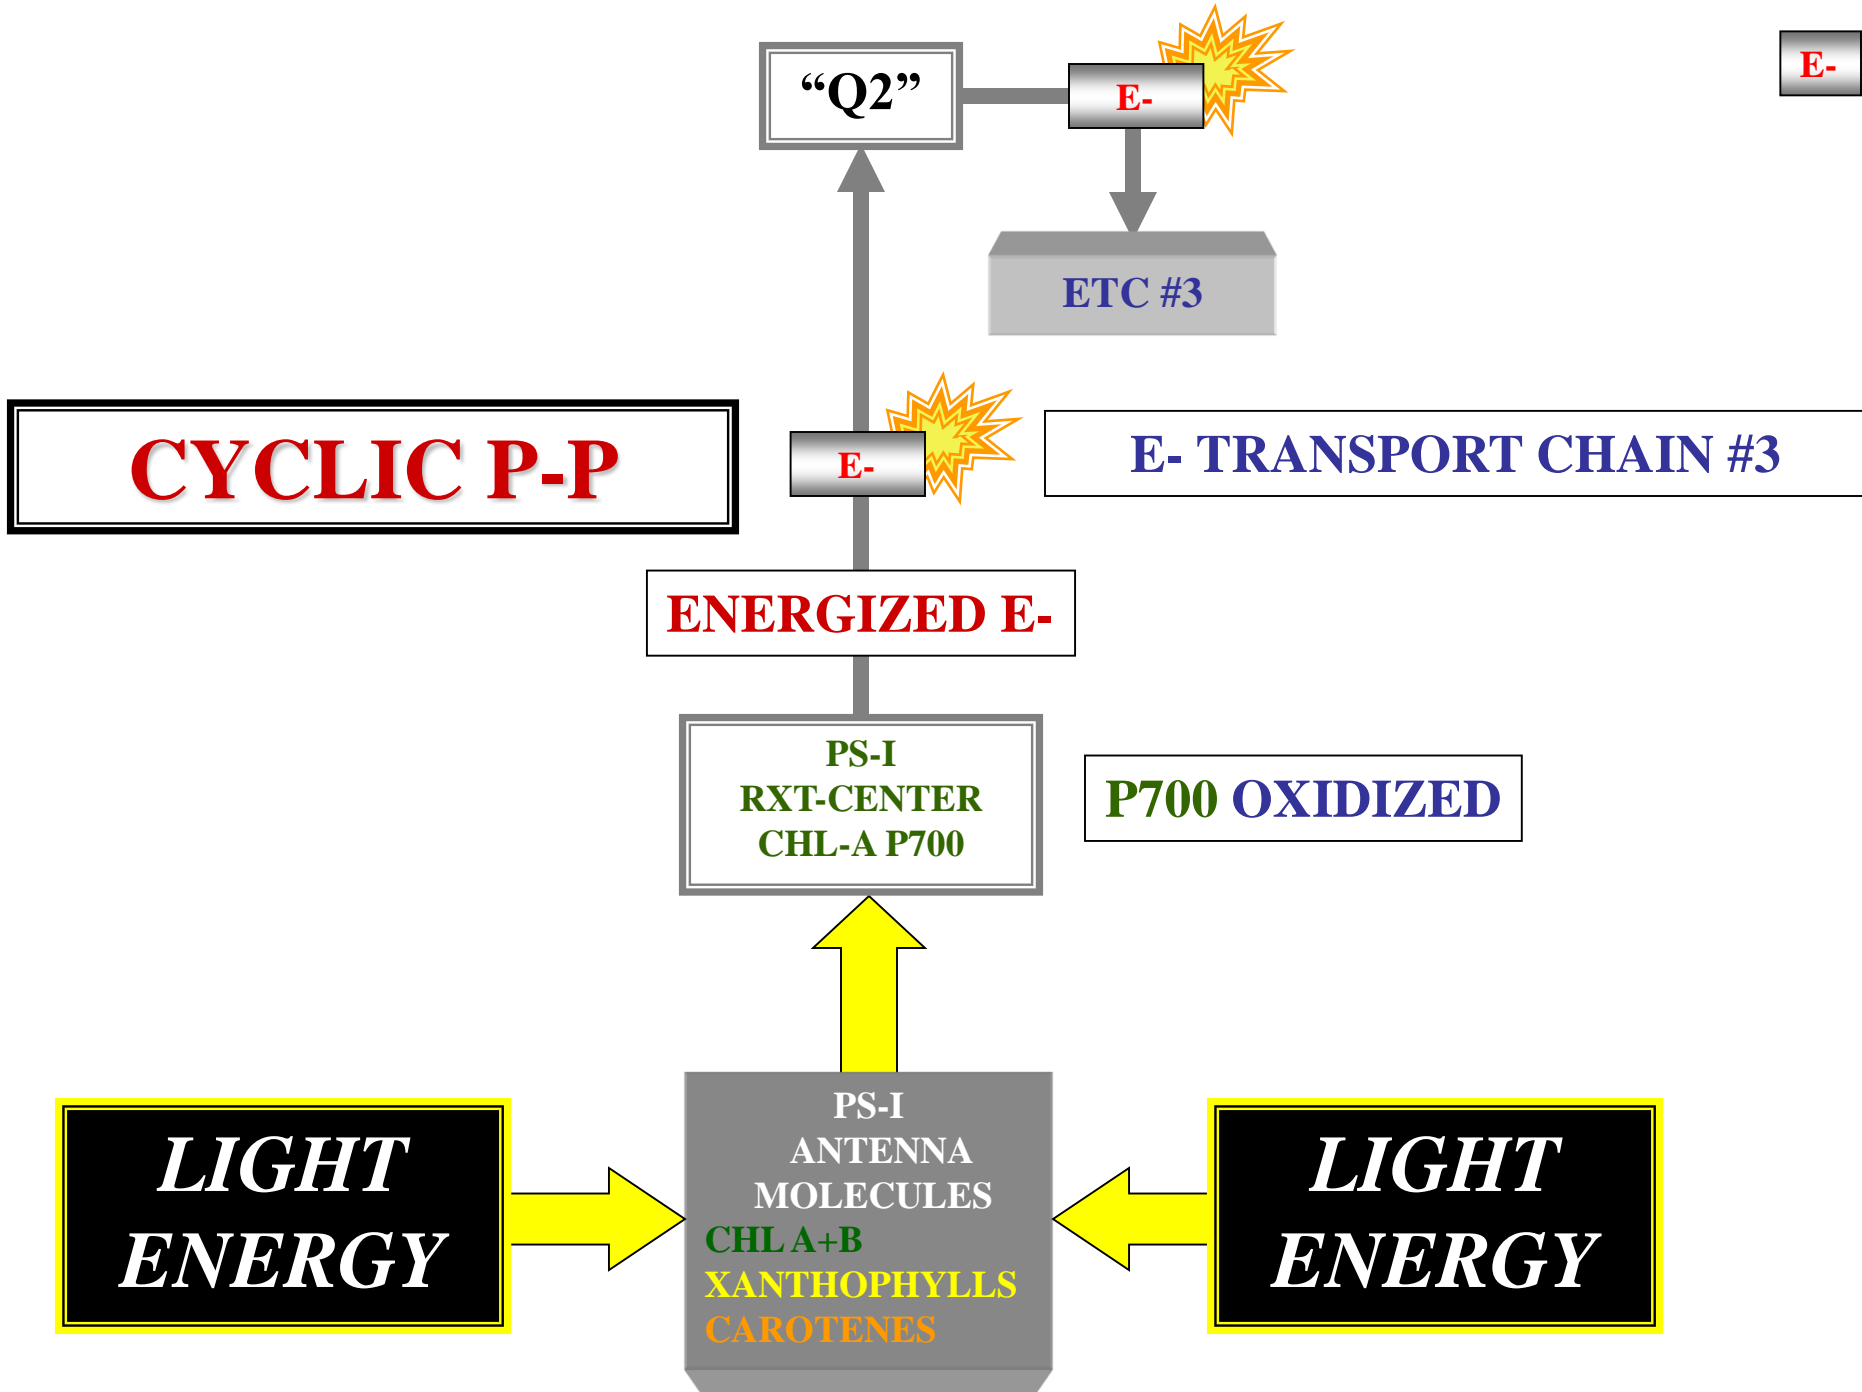 “Q2”
E-
E-
ETC #3
CYCLIC P-P
E-
E- TRANSPORT CHAIN #3
ENERGIZED E-
PS-I
RXT-CENTER
CHL-A P700
P700 OXIDIZED
LIGHT
ENERGY
PS-I
ANTENNA
MOLECULES
CHL A+B
XANTHOPHYLLS
CAROTENES
LIGHT
ENERGY